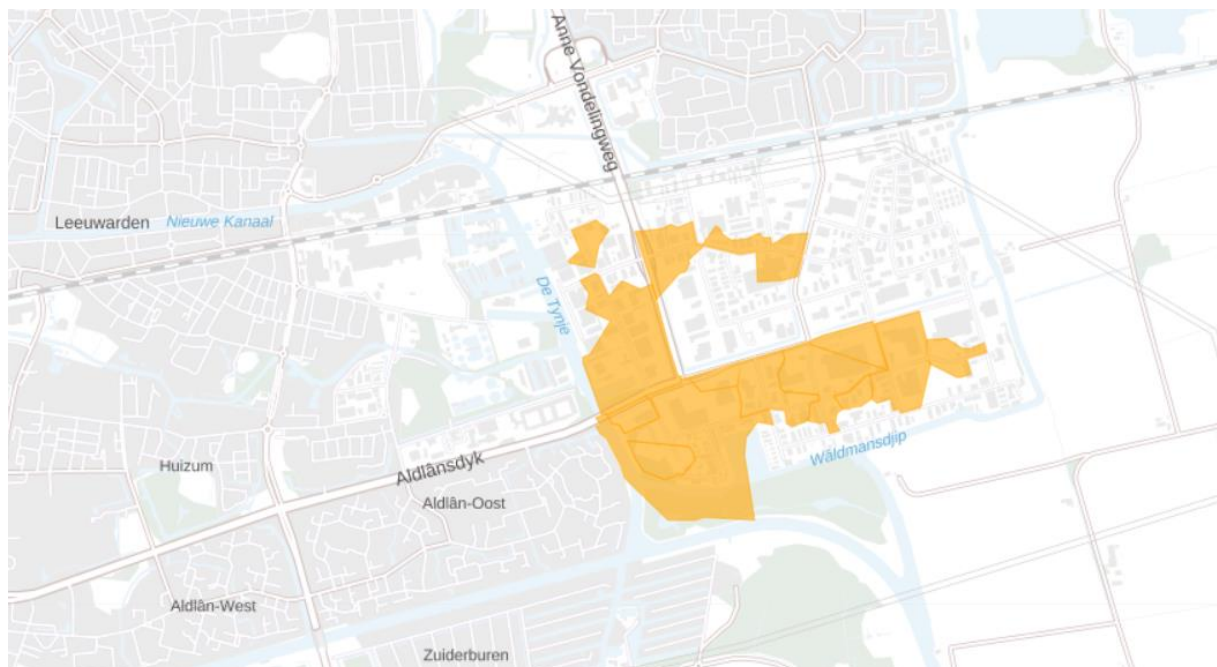 Anne Vondelingweg
Leeuwarden
Nieuwe Kanaal
De Tynje
Aldlânsdyk
Wâldmansdjip
Huizum
Aldlân-Oost
Aldlân-West
Zuiderburen